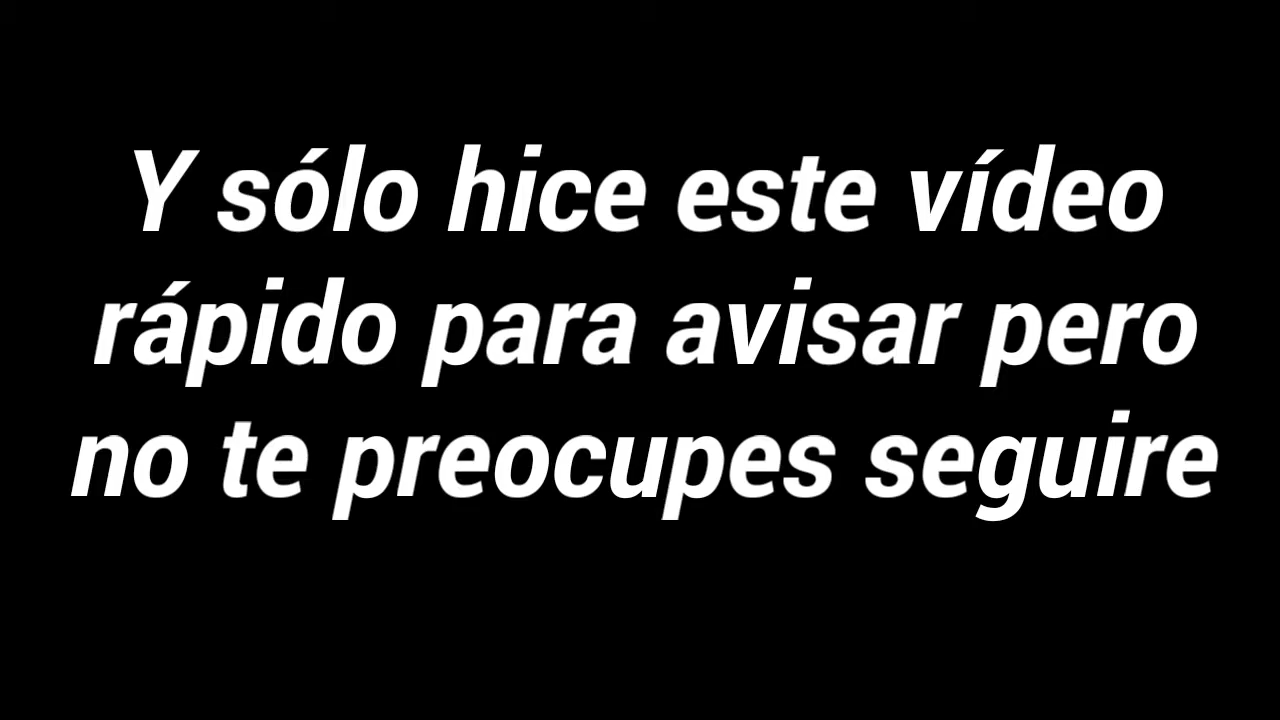 Y sólo hice este vídeo
rápido para avisar pero
no te preocupes seguire